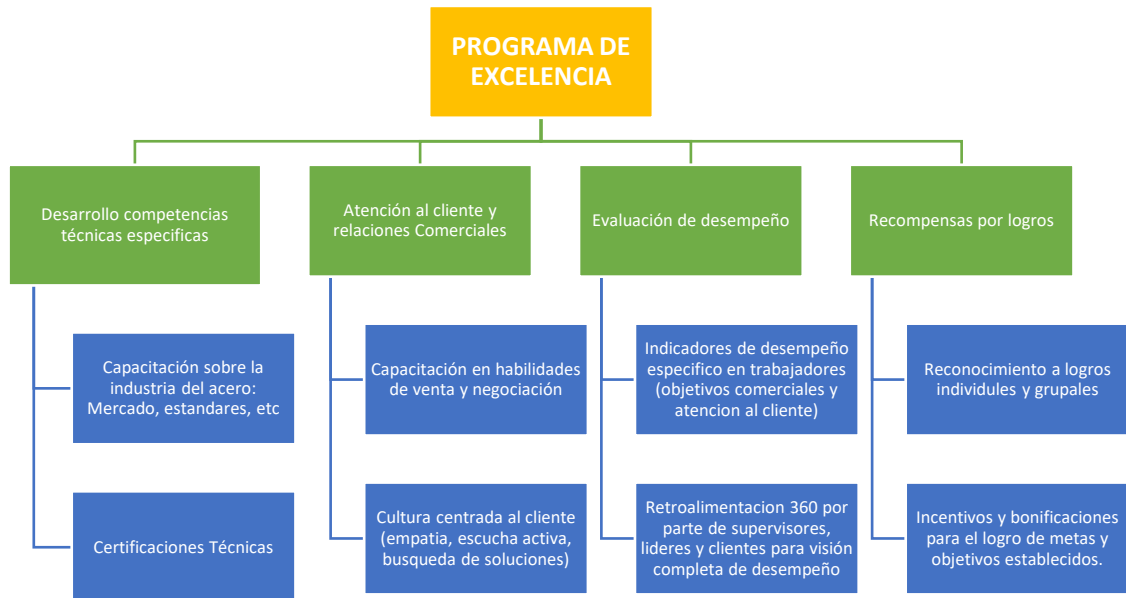 PROGRAMA DE
EXCELENCIA
Desarrollo competencias
técnicas especificas
Atención al cliente y
relaciones Comerciales
Evaluación de desempeño
Recompensas por logros
Capacitación sobre la
industria del acero:
Mercado, estandares, etc
Capacitación en habilidades
de venta y negociación
Indicadores de desempeño
especifico en trabajadores
(objetivos comerciales y
atencion al cliente)
Reconocimiento a logros
individules y grupales
Certificaciones Técnicas
Cultura centrada al cliente
(empatia, escucha activa,
busqueda de soluciones)
Retroalimentacion 360 por
parte de supervisores,
lideres y clientes para visión
completa de desempeño
Incentivos y bonificaciones
para el logro de metas y
objetivos establecidos.